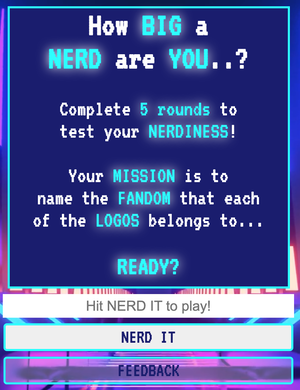 How BIG a
NERD are YOU..?
Complete 5 rounds to
test your NERDINESS!
Your MISSION is to
name the FANDOM that each
of the LOGOS belongs to...
READY?
Hit NERD IT to play!
NERD IT
FEEDBACK